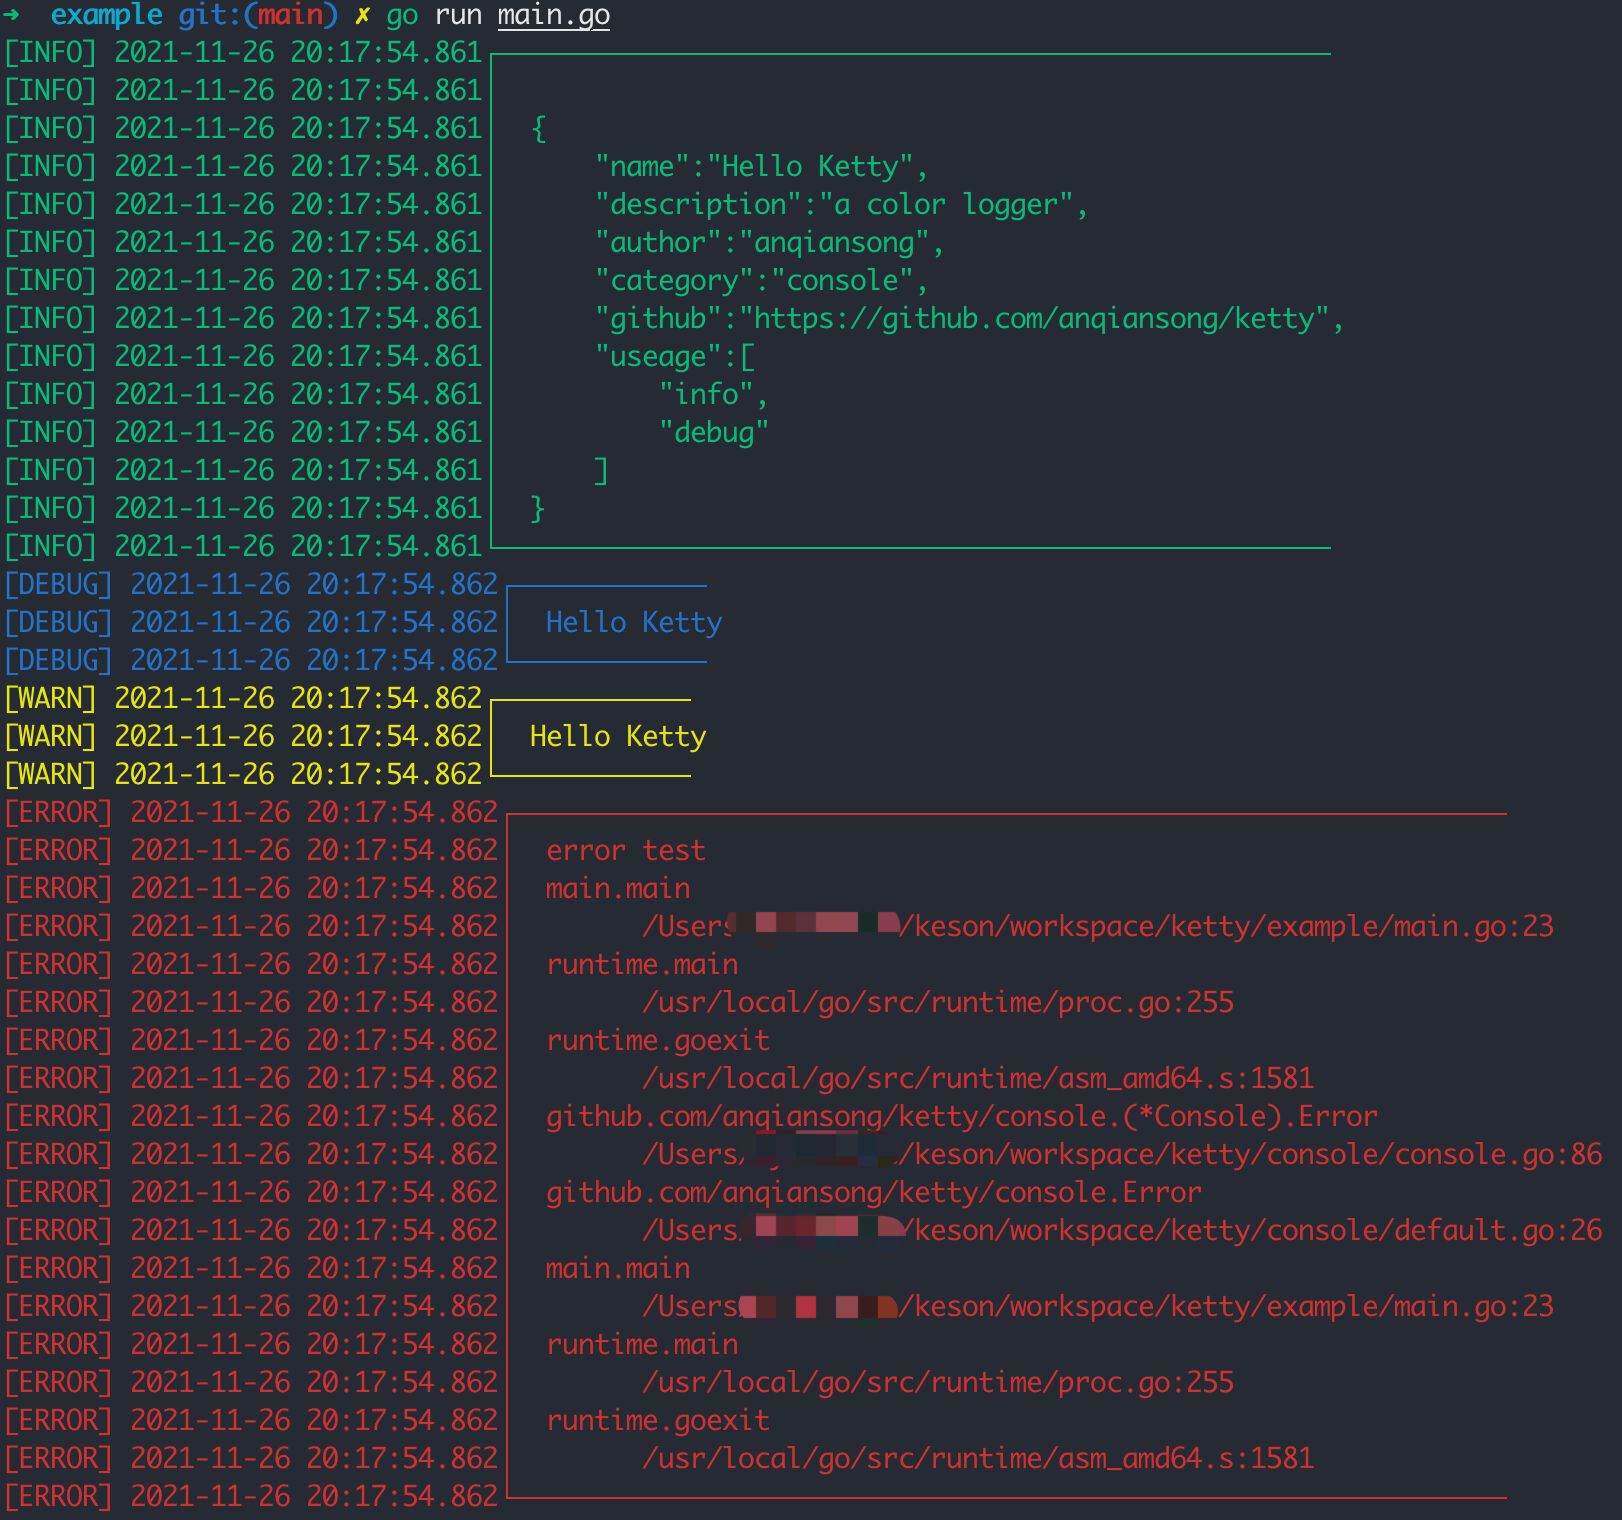 ➜ example git:(main) ✗ go run main.go
[INFO] 2021-11-26 20:17:54.861
[INFO] 2021-11-26 20:17:54.861
[INFO] 2021-11-26 20:17:54.861 {
[INFO] 2021-11-26 20:17:54.861 "name":"Hello Ketty",
[INFO] 2021-11-26 20:17:54.861 "description":"a color logger",
[INFO] 2021-11-26 20:17:54.861 "author":"anqiansong",
[INFO] 2021-11-26 20:17:54.861 "category":"console",
[INFO] 2021-11-26 20:17:54.861 "github":"https://github.com/anqiansong/ketty",
[INFO] 2021-11-26 20:17:54.861 "useage":[
[INFO] 2021-11-26 20:17:54.861 "info",
[INFO] 2021-11-26 20:17:54.861 "debug"
[INFO] 2021-11-26 20:17:54.861 ]
[INFO] 2021-11-26 20:17:54.861 }
[INFO] 2021-11-26 20:17:54.861
[DEBUG] 2021-11-26 20:17:54.862
[DEBUG] 2021-11-26 20:17:54.862 Hello Ketty
[DEBUG] 2021-11-26 20:17:54.862
[WARN] 2021-11-26 20:17:54.862
[WARN] 2021-11-26 20:17:54.862 Hello Ketty
[WARN] 2021-11-26 20:17:54.862
[ERROR] 2021-11-26 20:17:54.862
[ERROR] 2021-11-26 20:17:54.862 error test
[ERROR] 2021-11-26 20:17:54.862 main.main
[ERROR] 2021-11-26 20:17:54.862 /Users /keson/workspace/ketty/example/main.go:23
[ERROR] 2021-11-26 20:17:54.862 runtime.main
[ERROR] 2021-11-26 20:17:54.862 /usr/local/go/src/runtime/proc.go:255
[ERROR] 2021-11-26 20:17:54.862 runtime.goexit
[ERROR] 2021-11-26 20:17:54.862 /usr/local/go/src/runtime/asm_amd64.s:1581
[ERROR] 2021-11-26 20:17:54.862 github.com/anqiansong/ketty/console.(*Console).Error
[ERROR] 2021-11-26 20:17:54.862 /Users/ /keson/workspace/ketty/console/console.go:86
[ERROR] 2021-11-26 20:17:54.862 github.com/anqiansong/ketty/console.Error
[ERROR] 2021-11-26 20:17:54.862 /Users/ /keson/workspace/ketty/console/default.go:26
[ERROR] 2021-11-26 20:17:54.862 main.main
[ERROR] 2021-11-26 20:17:54.862 /Users /keson/workspace/ketty/example/main.go:23
[ERROR] 2021-11-26 20:17:54.862 runtime.main
[ERROR] 2021-11-26 20:17:54.862 /usr/local/go/src/runtime/proc.go:255
[ERROR] 2021-11-26 20:17:54.862 runtime.goexit
[ERROR] 2021-11-26 20:17:54.862 /usr/local/go/src/runtime/asm_amd64.s:1581
[ERROR] 2021-11-26 20:17:54.862